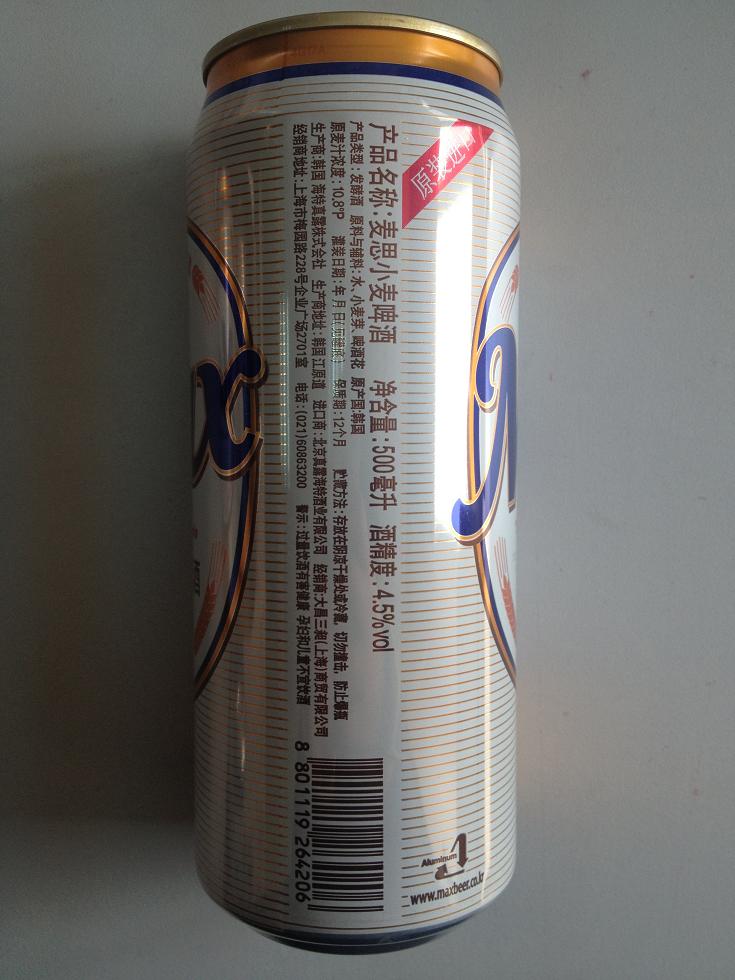 原装进口
产品名称:麦思小麦啤酒 净含量:500毫升 酒精度:4.5%vol
产品类型:发酵酒 原料与辅料:水、小麦芽、啤酒花 原产国:韩国
原麦汁浓度:10.8°P 灌装日期:年 月 日(见罐底) 保质期:12个月 贮藏方法:存放在阴凉干燥处或冷藏, 切勿撞击, 防止爆瓶
生产商:韩国 海特真露株式会社 生产商地址:韩国江原道 进口商:北京真露海特酒业有限公司 经销商:大昌三昶(上海)商贸有限公司
经销商地址:上海市梅园路228号企业广场2701室 电话:(021)60863200 警示:过量饮酒有害健康 孕妇和儿童不宜饮酒
8 801119 264206
Aluminum
www.maxbeer.co.kr
x